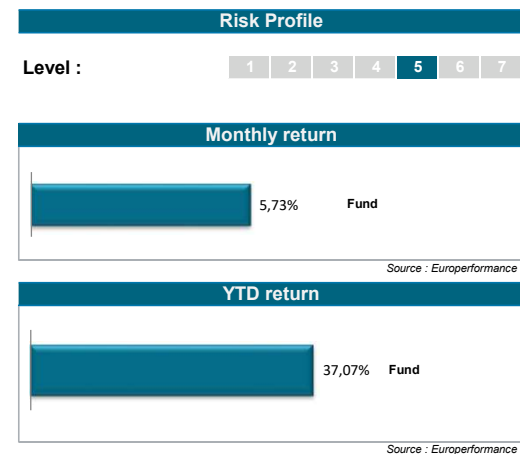 Risk Profile
Level : 1 2 3 4 5 6 7
Monthly return
5,73% Fund
Source : Europerformance
YTD return
37,07% Fund
Source : Europerformance